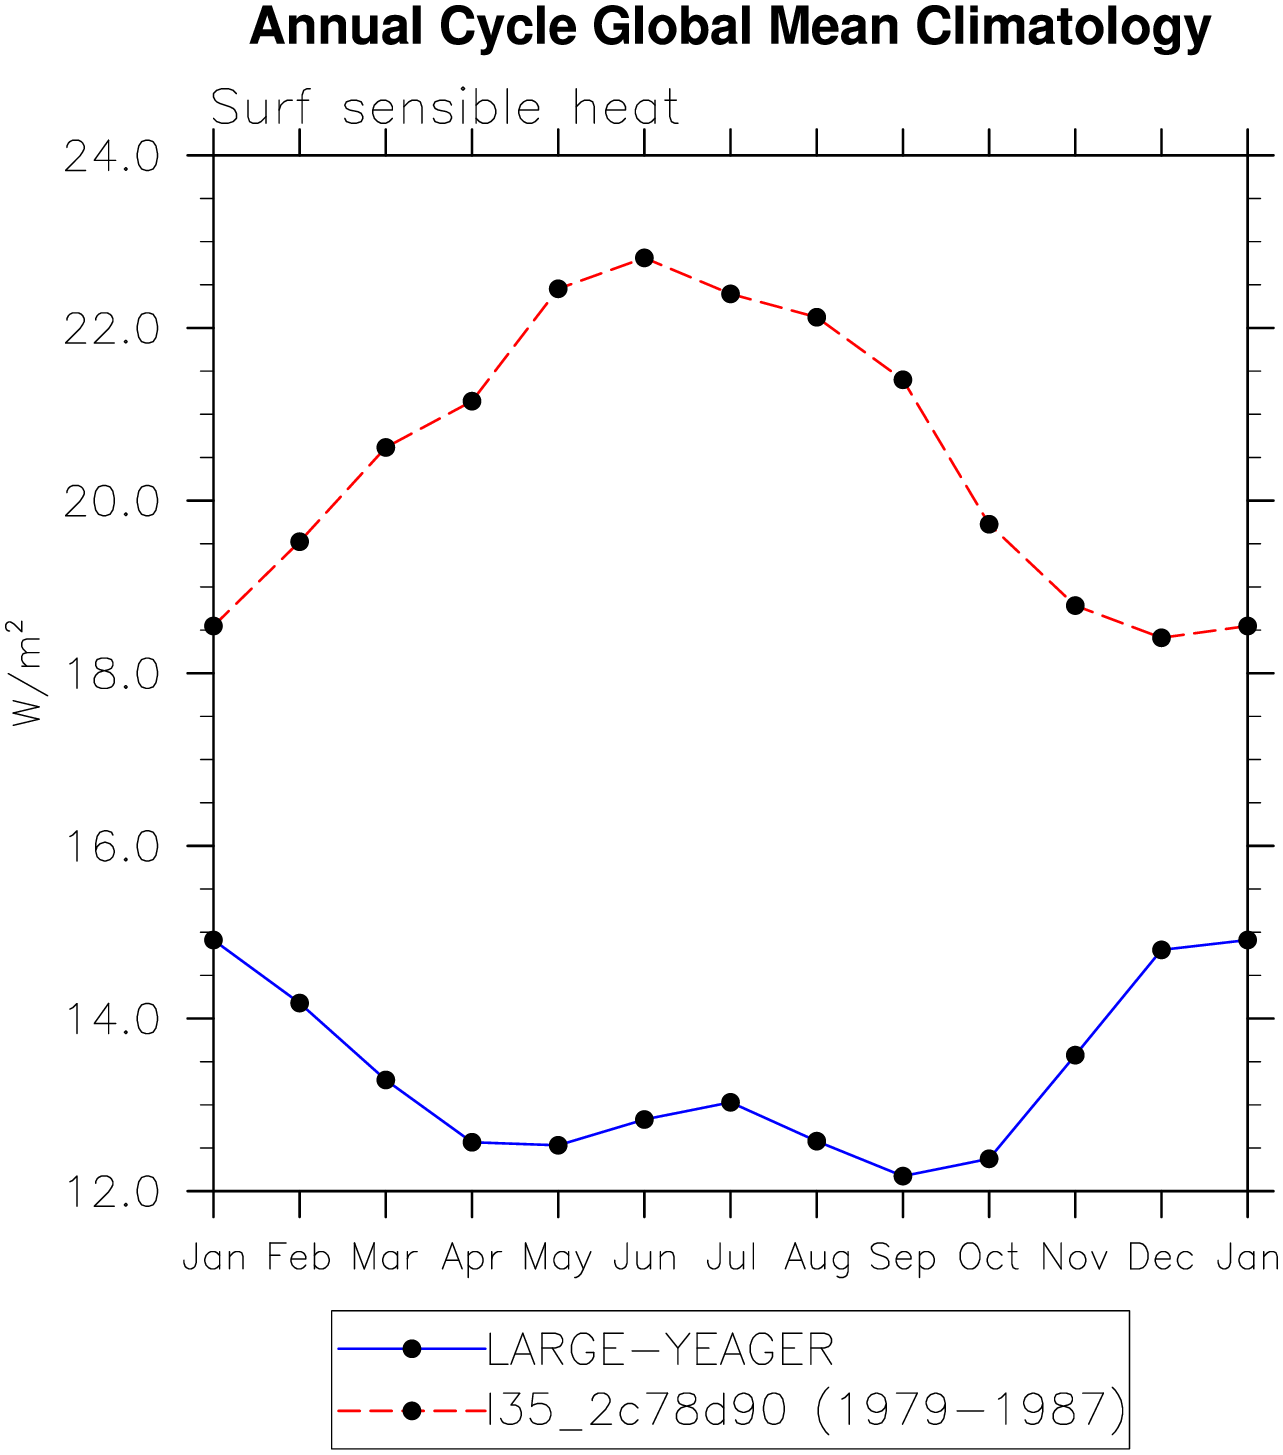 Annual Cycle Global Mean Climatology
Surf sensible heat
24.0
22.0
20.0
18.0
16.0
14.0
12.0
W/m²
Jan Feb Mar Apr May Jun Jul Aug Sep Oct Nov Dec Jan
LARGE-YEAGER
I35_2c78d90 (1979-1987)